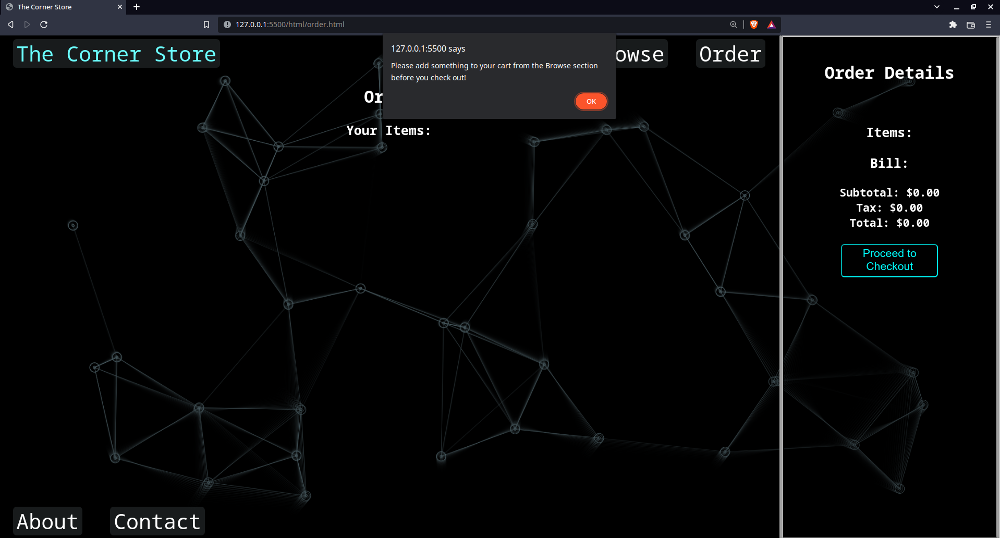 The Corner Store
127.0.0.1:5500/html/order.html
127.0.0.1:5500 says
Please add something to your cart from the Browse section
before you check out!
OK
The Corner Store
owse
Order
Or
Your Items:
Order Details
Items:
Bill:
Subtotal: $0.00
Tax: $0.00
Total: $0.00
Proceed to
Checkout
About
Contact